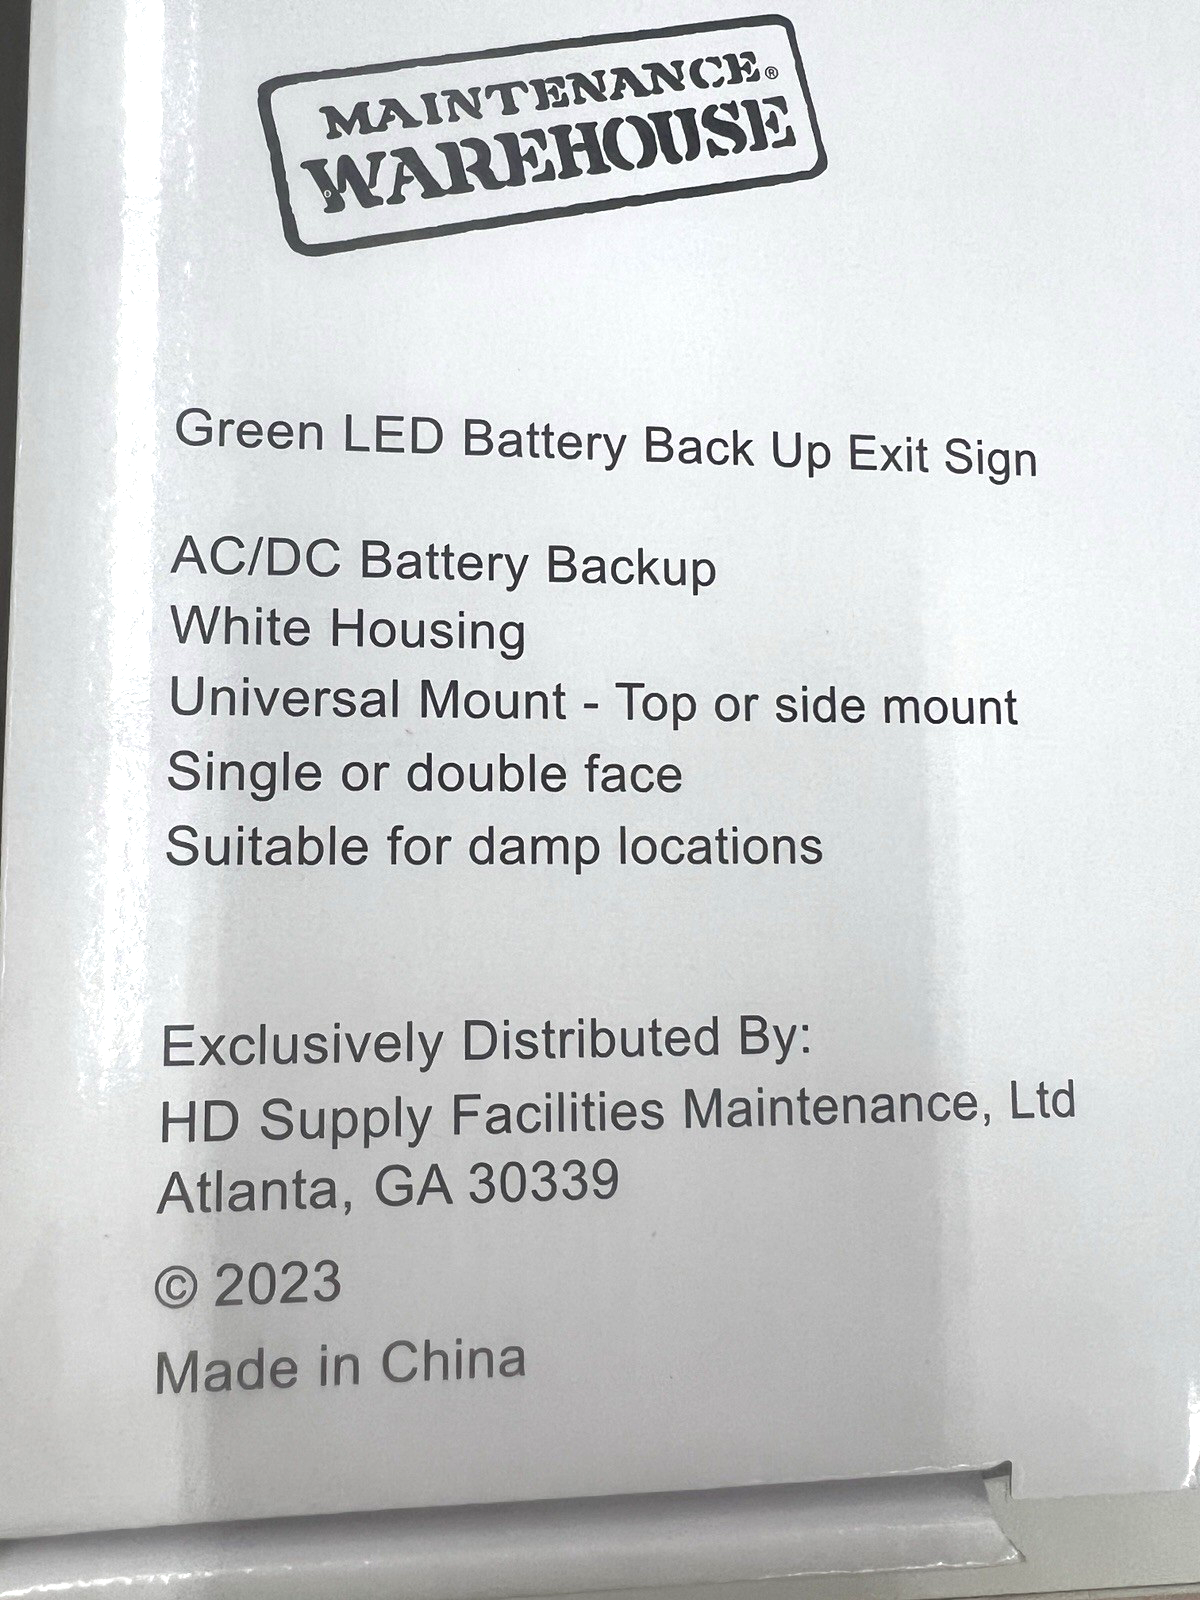 MAINTENANCE®
WAREHOUSE
Green LED Battery Back Up Exit Sign
AC/DC Battery Backup
White Housing
Universal Mount - Top or side mount
Single or double face
Suitable for damp locations
Exclusively Distributed By:
HD Supply Facilities Maintenance, Ltd
Atlanta, GA 30339
© 2023
Made in China